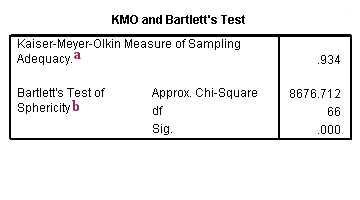 KMO and Bartlett's Test
Kaiser-Meyer-Olkin Measure of Sampling
Adequacy.a .934
Bartlett's Test of Approx. Chi-Square 8676.712
Sphericity b df 66
Sig. .000